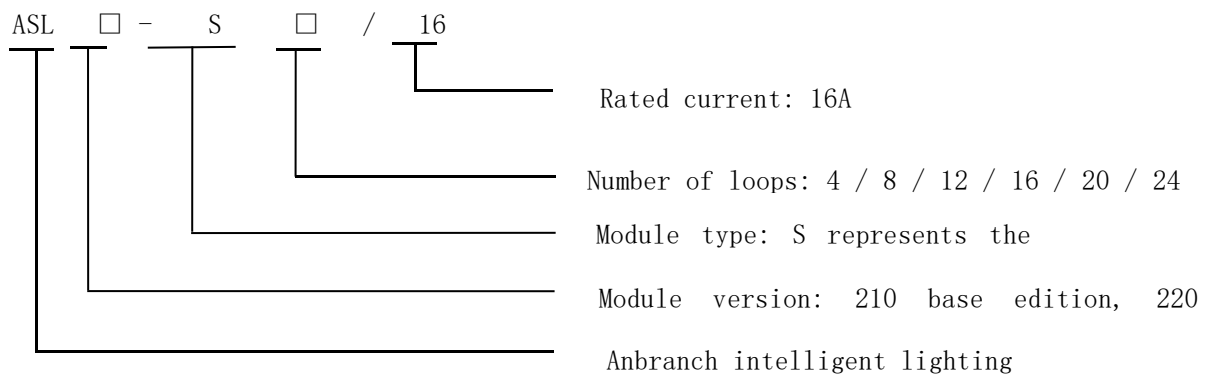 ASL □ - S □ / 16
Rated current: 16A
Number of loops: 4 / 8 / 12 / 16 / 20 / 24
Module type: S represents the
Module version: 210 base edition, 220
Anbranch intelligent lighting